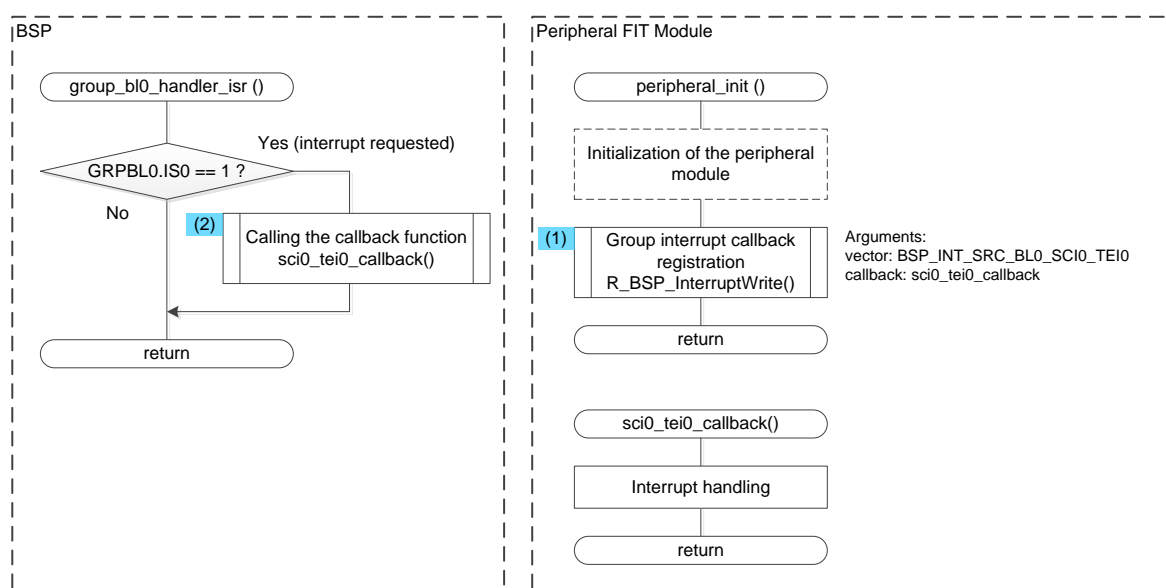 BSP
group_bl0_handler_isr ()
Yes (interrupt requested)
GRPBL0.IS0 == 1 ?
No
(2)
Calling the callback function
sci0_tei0_callback()
return
Peripheral FIT Module
peripheral_init ()
Initialization of the peripheral
module
(1)
Group interrupt callback
registration
R_BSP_InterruptWrite()
Arguments:
vector: BSP_INT_SRC_BL0_SCI0_TEI0
callback: sci0_tei0_callback
return
sci0_tei0_callback()
Interrupt handling
return